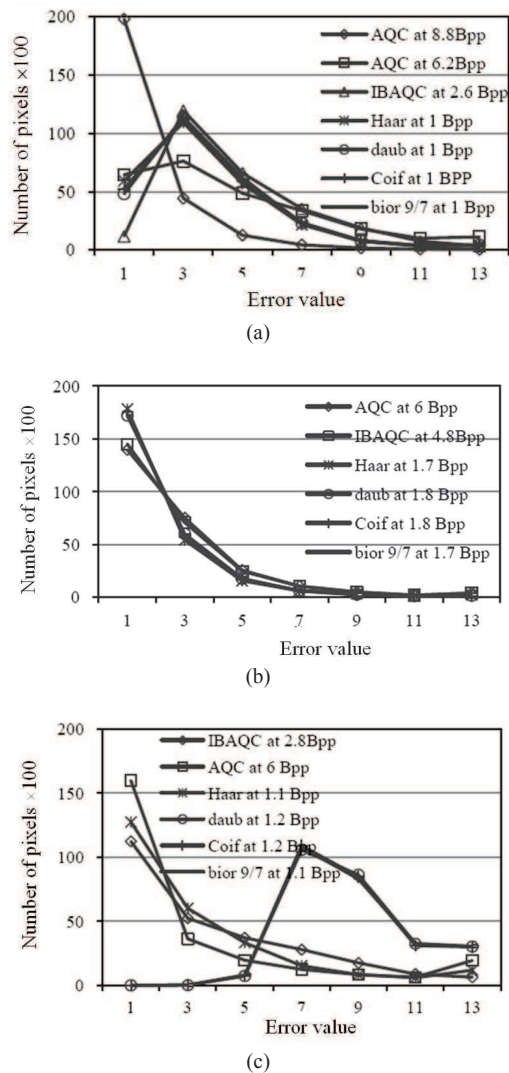 200
150
100
50
0
Number of pixels ×100
AQC at 8.8Bpp
AQC at 6.2Bpp
IBAQC at 2.6 Bpp
Haar at 1 Bpp
daub at 1 Bpp
Coif at 1 BPP
bior 9/7 at 1 Bpp
1 3 5 7 9 11 13
Error value
(a)
200
150
100
50
0
Number of pixels ×100
AQC at 6 Bpp
IBAQC at 4.8Bpp
Haar at 1.7 Bpp
daub at 1.8 Bpp
Coif at 1.8 Bpp
bior 9/7 at 1.7 Bpp
1 3 5 7 9 11 13
Error value
(b)
200
150
100
50
0
Number of pixels ×100
IBAQC at 2.8Bpp
AQC at 6 Bpp
Haar at 1.1 Bpp
daub at 1.2 Bpp
Coif at 1.2 Bpp
bior 9/7 at 1.1 Bpp
1 3 5 7 9 11 13
Error value
(c)